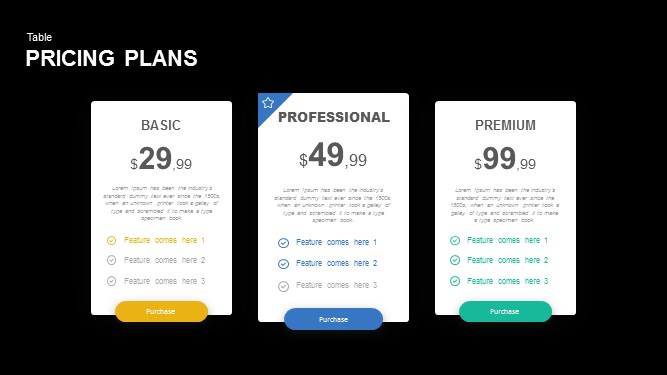 Table
PRICING PLANS
BASIC
$29,99
Lorem Ipsum has been the industry's
standard dummy text ever since the 1500s,
when an unknown printer took a galley of
type and scrambled it to make a type
specimen book.
Feature comes here 1
Feature comes here 2
Feature comes here 3
Purchase
PROFESSIONAL
$49,99
Lorem Ipsum has been the industry's
standard dummy text ever since the
1500s, when an unknown printer took a
galley of type and scrambled it to make
a type specimen book.
Feature comes here 1
Feature comes here 2
Feature comes here 3
Purchase
PREMIUM
$99,99
Lorem Ipsum has been the industry's
standard dummy text ever since the
1500s, when an unknown printer took a
galley of type and scrambled it to make a
type specimen book.
Feature comes here 1
Feature comes here 2
Feature comes here 3
Purchase